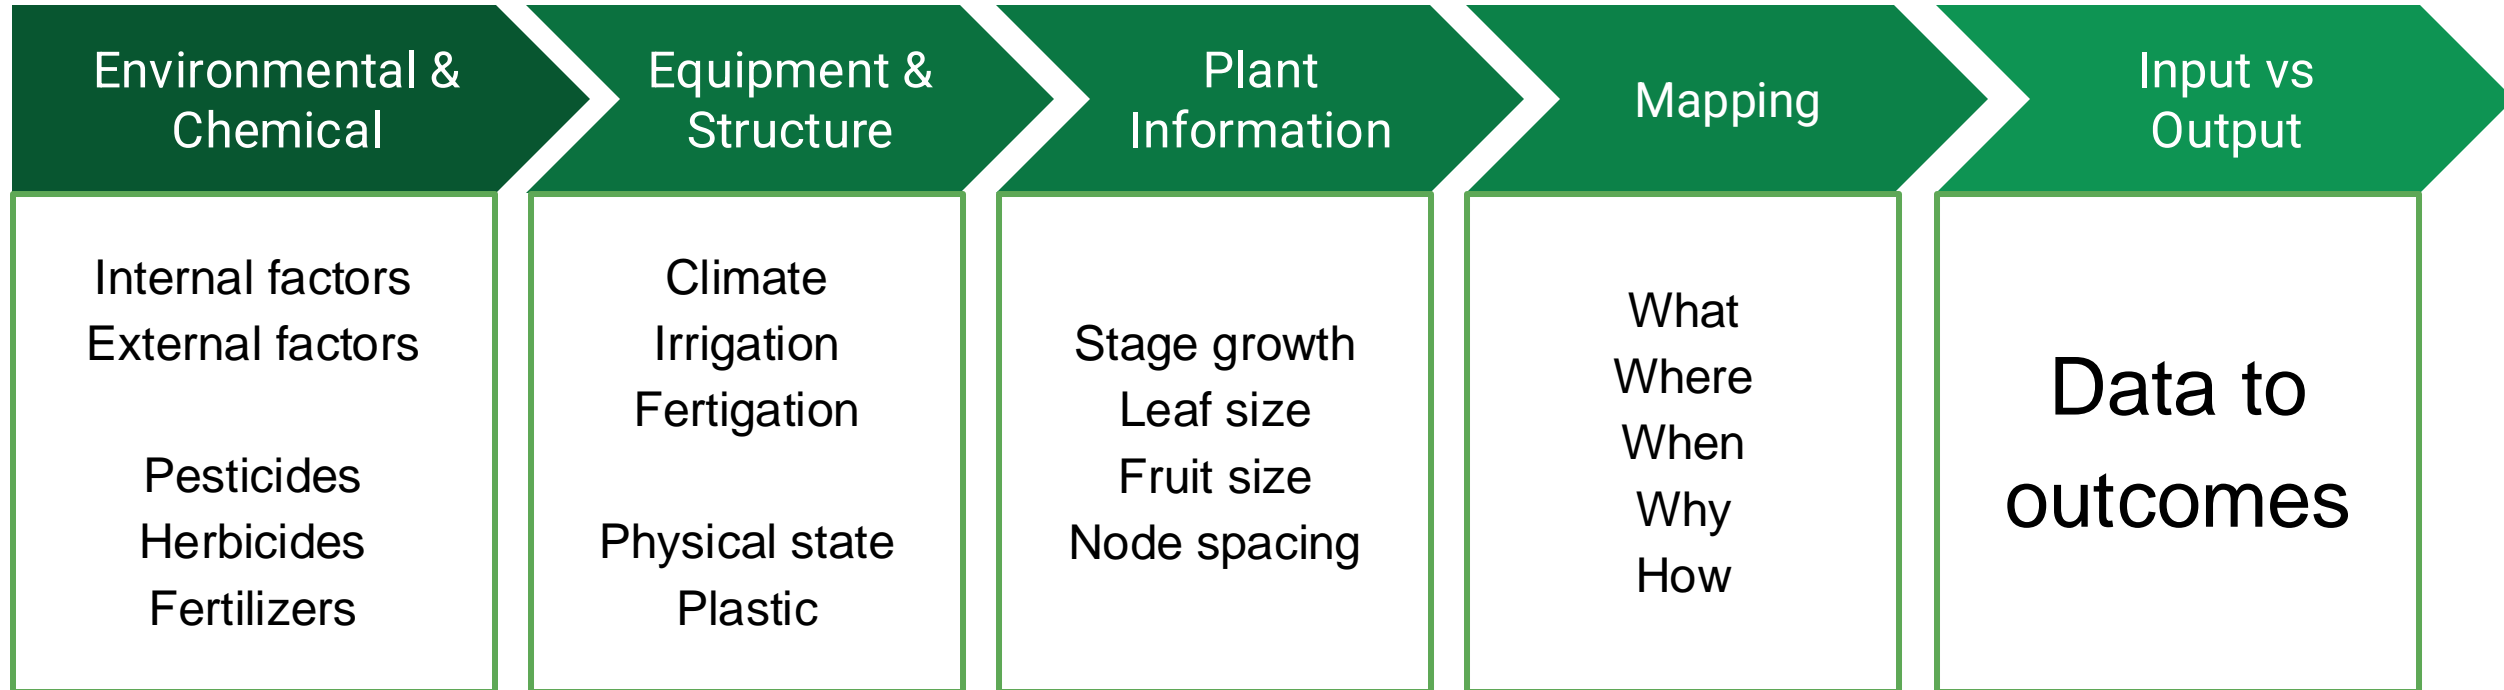 Environmental &
Chemical
Equipment &
Structure
Plant
Information
Mapping
Input vs
Output
Internal factors
External factors
Pesticides
Herbicides
Fertilizers
Climate
Irrigation
Fertigation
Physical state
Plastic
Stage growth
Leaf size
Fruit size
Node spacing
What
Where
When
Why
How
Data to
outcomes